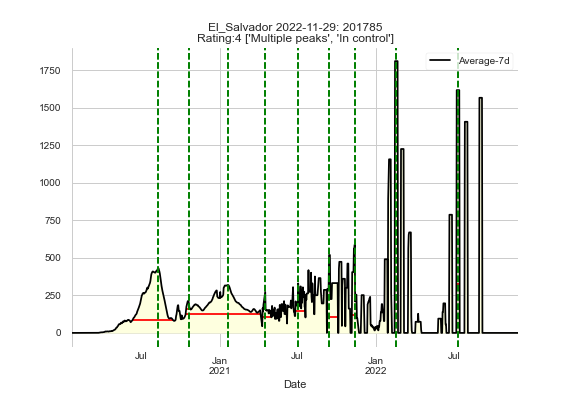 El_Salvador 2022-11-29: 201785
Rating:4 ['Multiple peaks', 'In control']
Average-7d
1750
1500
1250
1000
750
500
250
0
Jul
Jan
2021
Jul
Jan
2022
Jul
Date